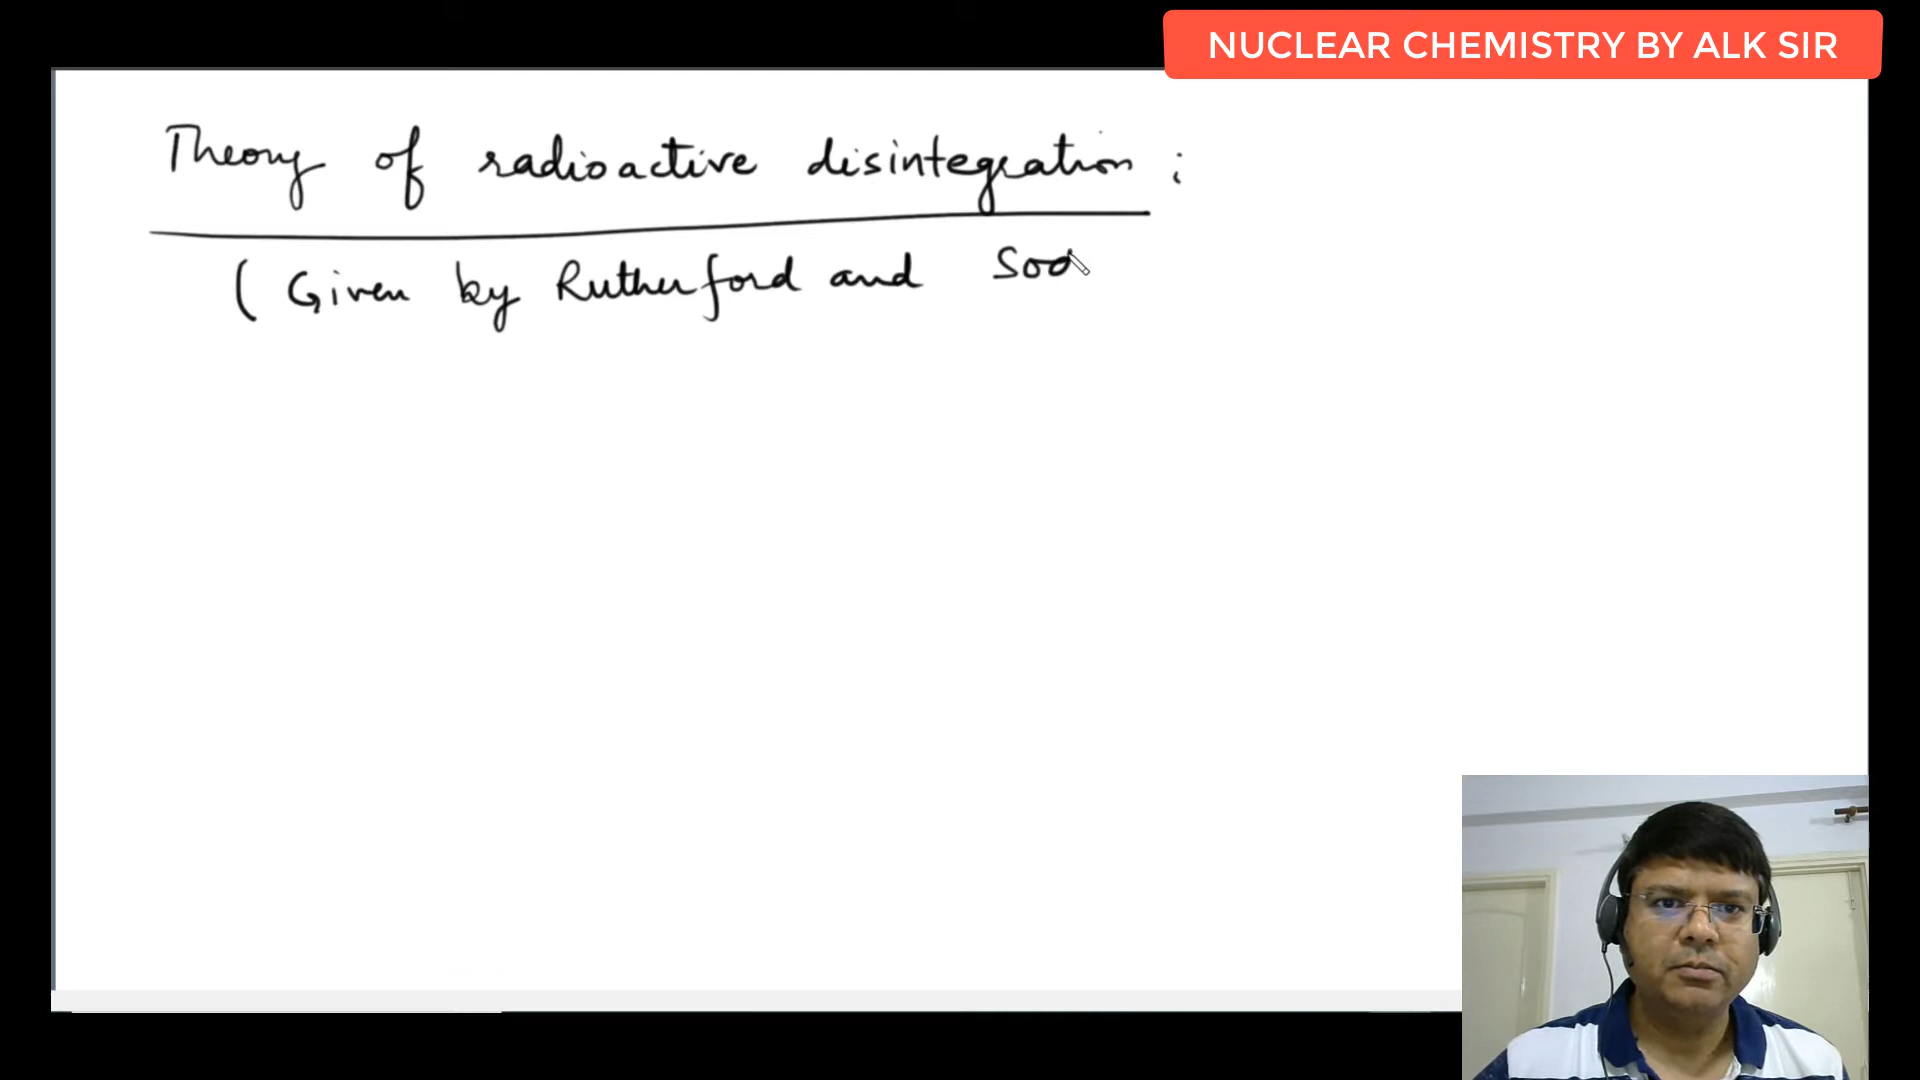 NUCLEAR CHEMISTRY BY ALK SIR
Theory of radioactive disintegration :
( Given by Rutherford and Sod